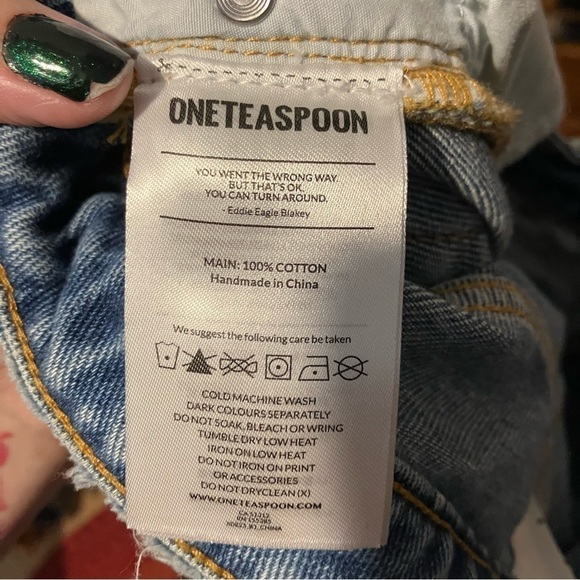 ONETEASPOON
YOU WENT THE WRONG WAY.
BUT THAT'S OK.
YOU CAN TURN AROUND.
- Eddie Eagle Blakey
MAIN: 100% COTTON
Handmade in China
We suggest the following care be taken
COLD MACHINE WASH
DARK COLOURS SEPARATELY
DO NOT SOAK, BLEACH OR WRING
TUMBLE DRY LOW HEAT
IRON ON LOW HEAT
DO NOT IRON ON PRINT
OR ACCESSORIES
DO NOT DRYCLEAN (X)
WWW.ONETEASPOON.COM
CA 51212